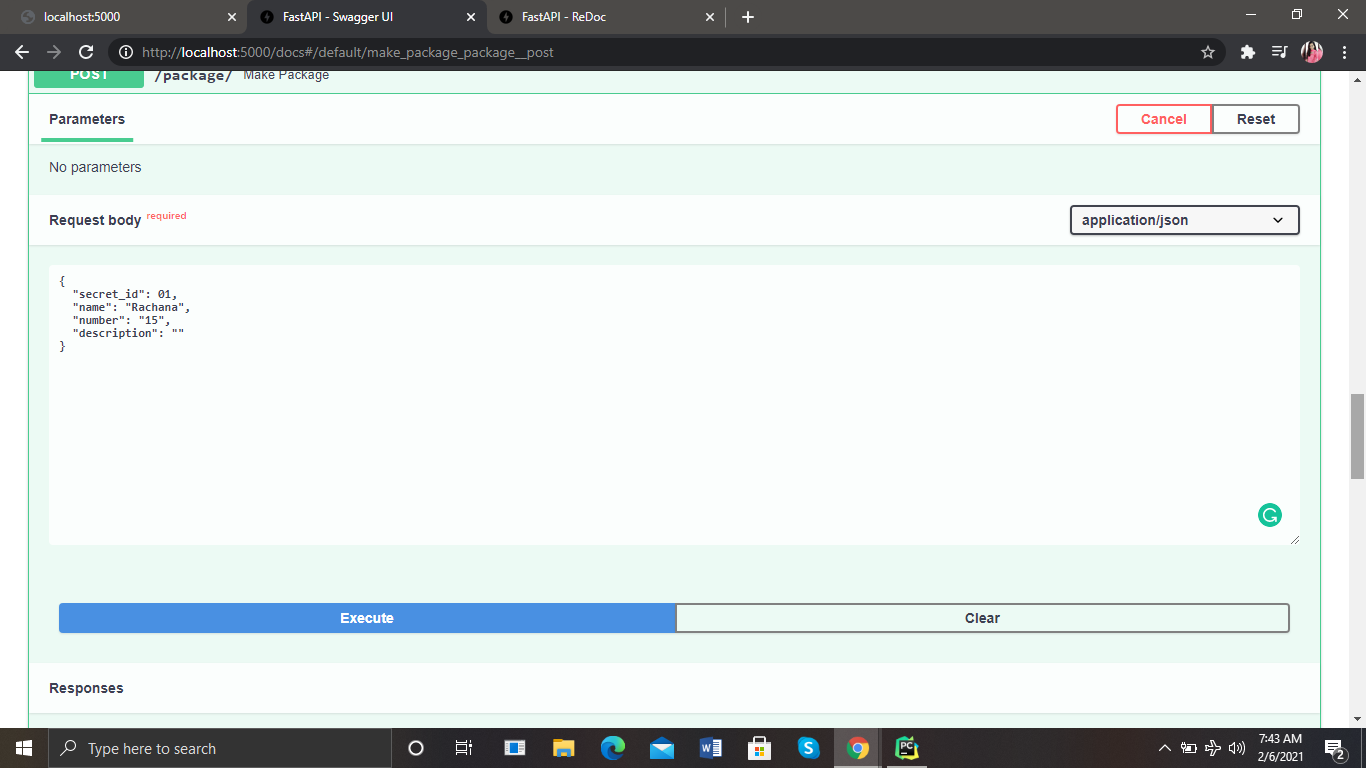 localhost:5000
FastAPI - Swagger UI
FastAPI - ReDoc
http://localhost:5000/docs#/default/make_package_package__post
POST /package/ Make Package
Parameters
Cancel
Reset
No parameters
Request body required
application/json
{
"secret_id": 01,
"name": "Rachana",
"number": "15",
"description": ""
}
Execute
Clear
Responses
Type here to search
7:43 AM
2/6/2021
2